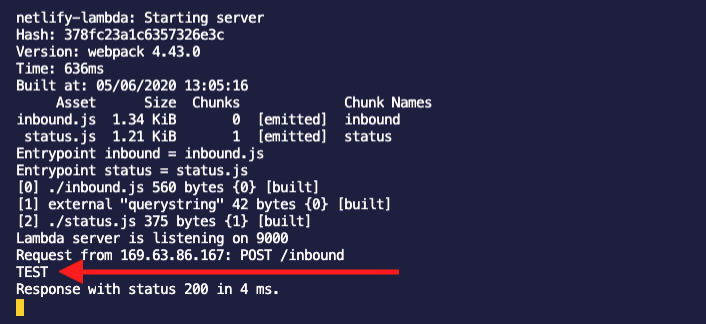 netlify-lambda: Starting server
Hash: 378fc23a1c6357326e3c
Version: webpack 4.43.0
Time: 636ms
Built at: 05/06/2020 13:05:16
Asset Size Chunks Chunk Names
inbound.js 1.34 KiB 0 [emitted] inbound
status.js 1.21 KiB 1 [emitted] status
Entrypoint inbound = inbound.js
Entrypoint status = status.js
[0] ./inbound.js 560 bytes {0} [built]
[1] external "querystring" 42 bytes {0} [built]
[2] ./status.js 375 bytes {1} [built]
Lambda server is listening on 9000
Request from 169.63.86.167: POST /inbound
TEST
Response with status 200 in 4 ms.